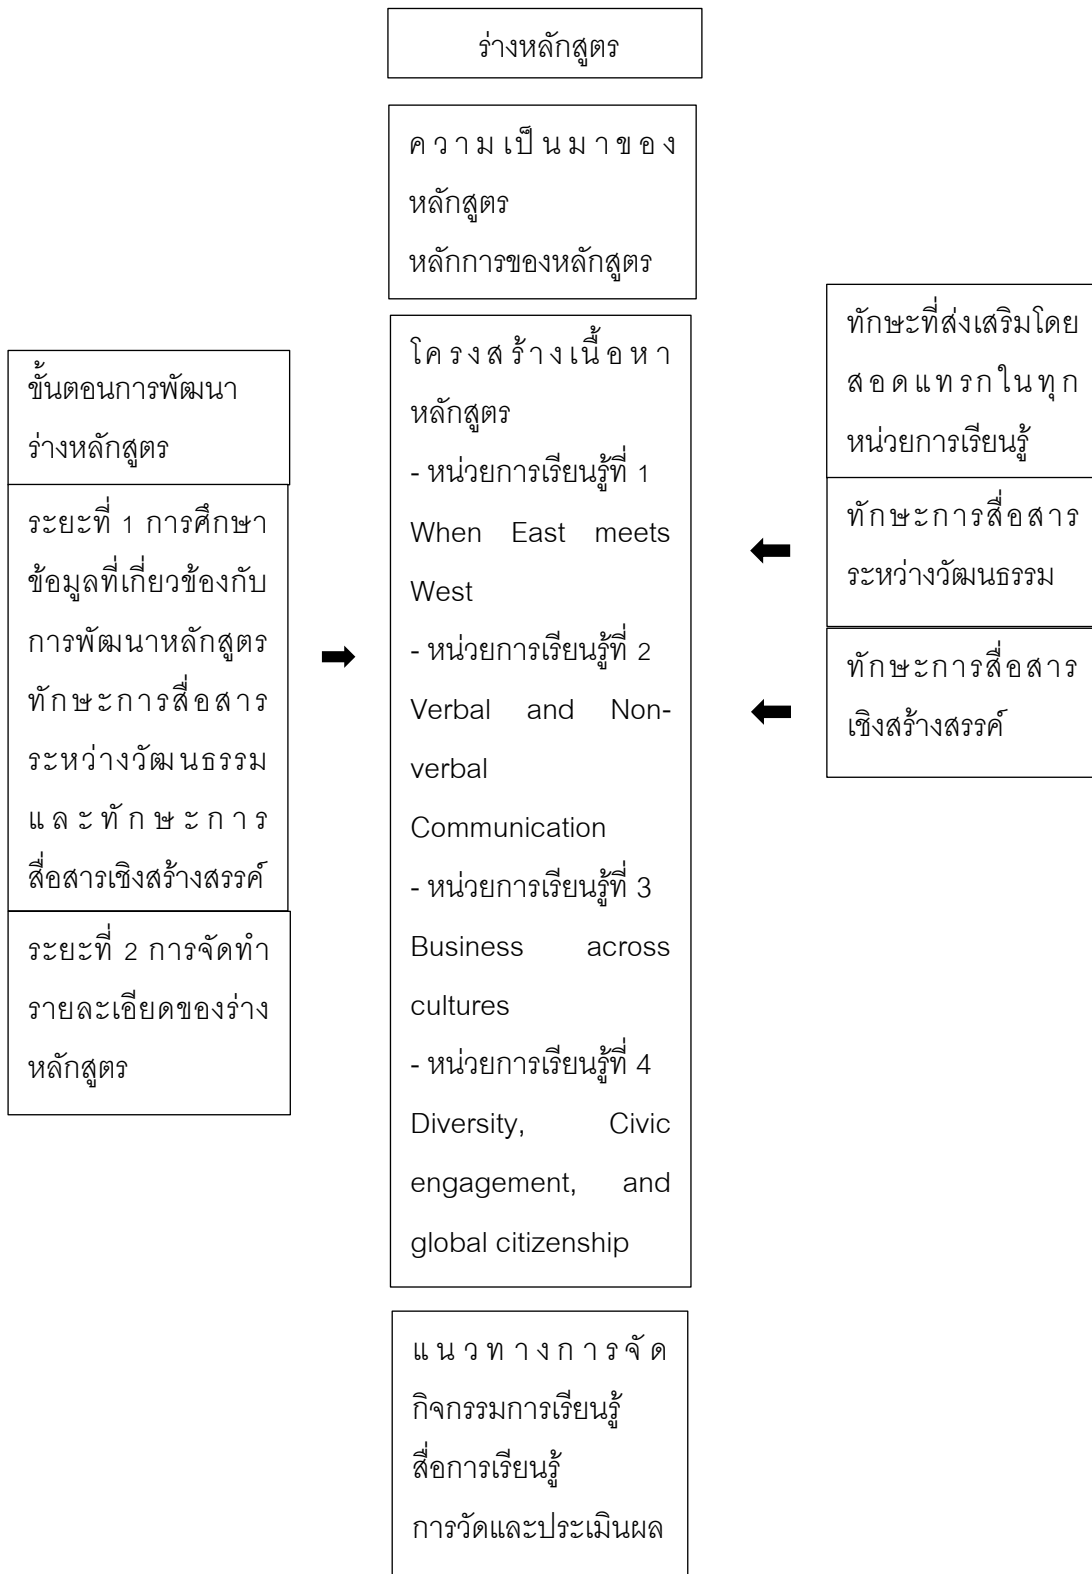 ร่างหลักสูตร
ความเป็นมาของ
หลักสูตร
หลักการของหลักสูตร
ขั้นตอนการพัฒนา
ร่างหลักสูตร
ระยะที่ 1 การศึกษา
ข้อมูลที่เกี่ยวข้องกับ
การพัฒนาหลักสูตร
ทักษะการสื่อสาร
ระหว่างวัฒนธรรม
และทักษะการ
สื่อสารเชิงสร้างสรรค์
ระยะที่ 2 การจัดทำ
รายละเอียดของร่าง
หลักสูตร
โครงสร้างเนื้อหา
หลักสูตร
- หน่วยการเรียนรู้ที่ 1
When East meets
West
- หน่วยการเรียนรู้ที่ 2
Verbal and Non-
verbal
Communication
- หน่วยการเรียนรู้ที่ 3
Business across
cultures
- หน่วยการเรียนรู้ที่ 4
Diversity, Civic
engagement, and
global citizenship
ทักษะที่ส่งเสริมโดย
สอดแทรกในทุก
หน่วยการเรียนรู้
ทักษะการสื่อสาร
ระหว่างวัฒนธรรม
ทักษะการสื่อสาร
เชิงสร้างสรรค์
แนวทางการจัด
กิจกรรมการเรียนรู้
สื่อการเรียนรู้
การวัดและประเมินผล